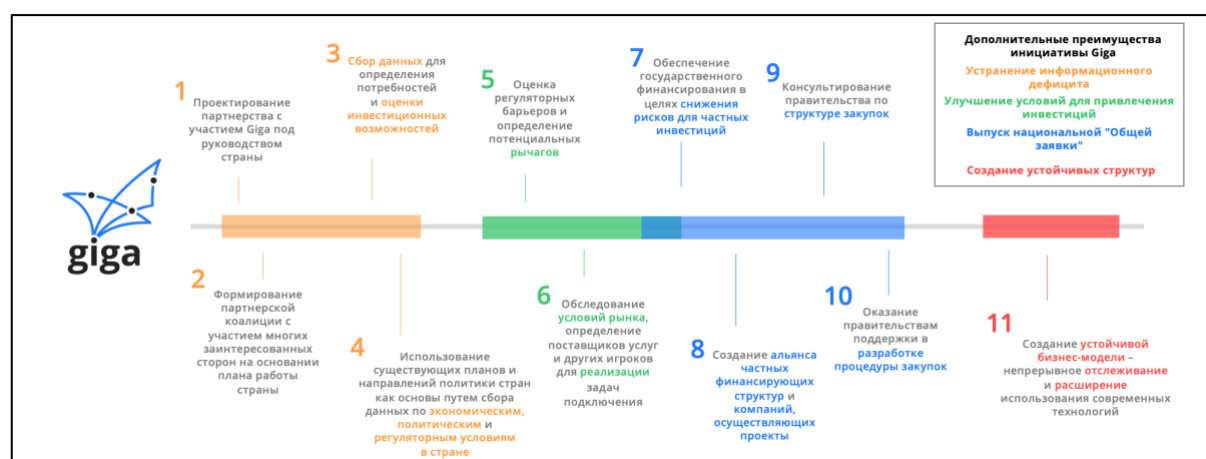 giga
1
Проектирование
партнерства с
участием Giga под
руководством
страны
2
Формирование
партнерской
коалиции с
участием многих
заинтересованных
сторон на основании
плана работы
страны
3
Сбор данных для
определения
потребностей
и оценки
инвестиционных
возможностей
4
Использование
существующих планов и
направлений политики стран
как основы путем сбора
данных по экономическим,
политическим и
регуляторным условиям
в стране
5
Оценка
регуляторных
барьеров и
определение
потенциальных
рычагов
6
Обследование
условий рынка,
определение
поставщиков услуг
и других игроков
для реализации
задач
подключения
7
Обеспечение
государственного
финансирования в
целях снижения
рисков для частных
инвестиций
8
Создание альянса
частных
финансирующих
структур и
компаний,
осуществляющих
проекты
9
Консультирование
правительства по
структуре закупок
10
Оказание
правительствам
поддержки в
разработке
процедуры закупок
11
Создание устойчивой
бизнес-модели –
непрерывное отслеживание
и расширение
использования современных
технологий
Дополнительные преимущества
инициативы Giga
Устранение информационного
дефицита
Улучшение условий для привлечения
инвестиций
Выпуск национальной "Общей
заявки"
Создание устойчивых структур